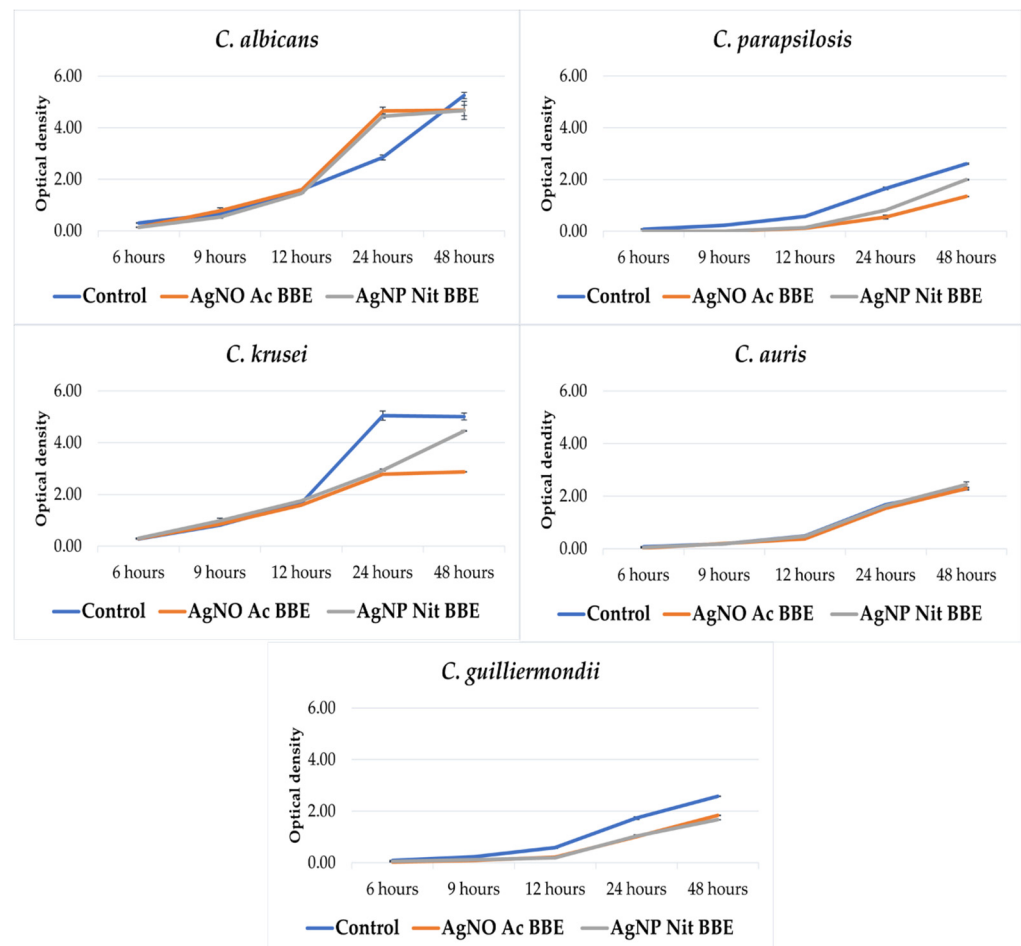 C. albicans
Optical density
6.00
4.00
2.00
0.00
6 hours 9 hours 12 hours 24 hours 48 hours
Control AgNO Ac BBE AgNP Nit BBE
C. parapsilosis
Optical density
6.00
4.00
2.00
0.00
6 hours 9 hours 12 hours 24 hours 48 hours
Control AgNO Ac BBE AgNP Nit BBE
C. krusei
Optical density
6.00
4.00
2.00
0.00
6 hours 9 hours 12 hours 24 hours 48 hours
Control AgNO Ac BBE AgNP Nit BBE
C. auris
Optical dendity
6.00
4.00
2.00
0.00
6 hours 9 hours 12 hours 24 hours 48 hours
Control AgNO Ac BBE AgNP Nit BBE
C. guilliermondii
Optical density
6.00
4.00
2.00
0.00
6 hours 9 hours 12 hours 24 hours 48 hours
Control AgNO Ac BBE AgNP Nit BBE